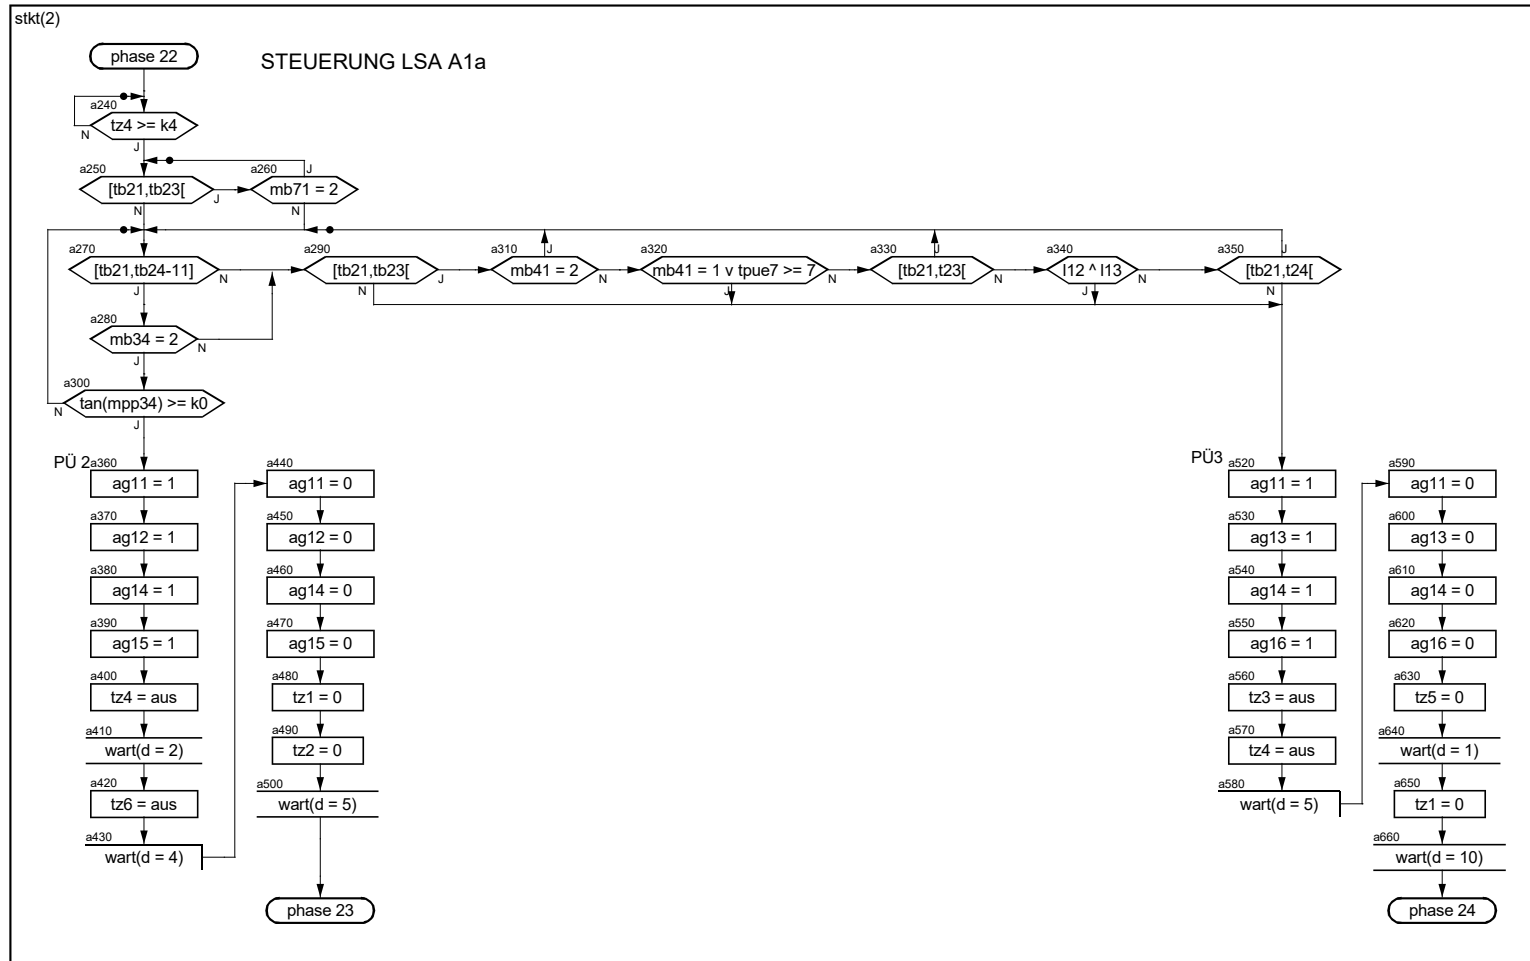 stkt(2)
phase 22
STEUERUNG LSA A1a
a240
tz4 >= k4
N
J
a250
[tb21,tb23[
J
N
a260
mb71 = 2
J
N
a270
[tb21,tb24-11]
N
J
a290
[tb21,tb23[
J
N
a310
mb41 = 2
J
N
a320
mb41 = 1 v tpue7 >= 7
N
J
a330
[tb21,t23[
J
N
a340
l12 ^ l13
N
J
a350
[tb21,t24[
J
N
a280
mb34 = 2
N
J
a300
tan(mpp34) >= k0
N
J
PÜ 2
a360
ag11 = 1
a370
ag12 = 1
a380
ag14 = 1
a390
ag15 = 1
a400
tz4 = aus
a410
wart(d = 2)
a420
tz6 = aus
a430
wart(d = 4)
a440
ag11 = 0
a450
ag12 = 0
a460
ag14 = 0
a470
ag15 = 0
a480
tz1 = 0
a490
tz2 = 0
a500
wart(d = 5)
phase 23
PÜ3
a520
ag11 = 1
a530
ag13 = 1
a540
ag14 = 1
a550
ag16 = 1
a560
tz3 = aus
a570
tz4 = aus
a580
wart(d = 5)
a590
ag11 = 0
a600
ag13 = 0
a610
ag14 = 0
a620
ag16 = 0
a630
tz5 = 0
a640
wart(d = 1)
a650
tz1 = 0
a660
wart(d = 10)
phase 24